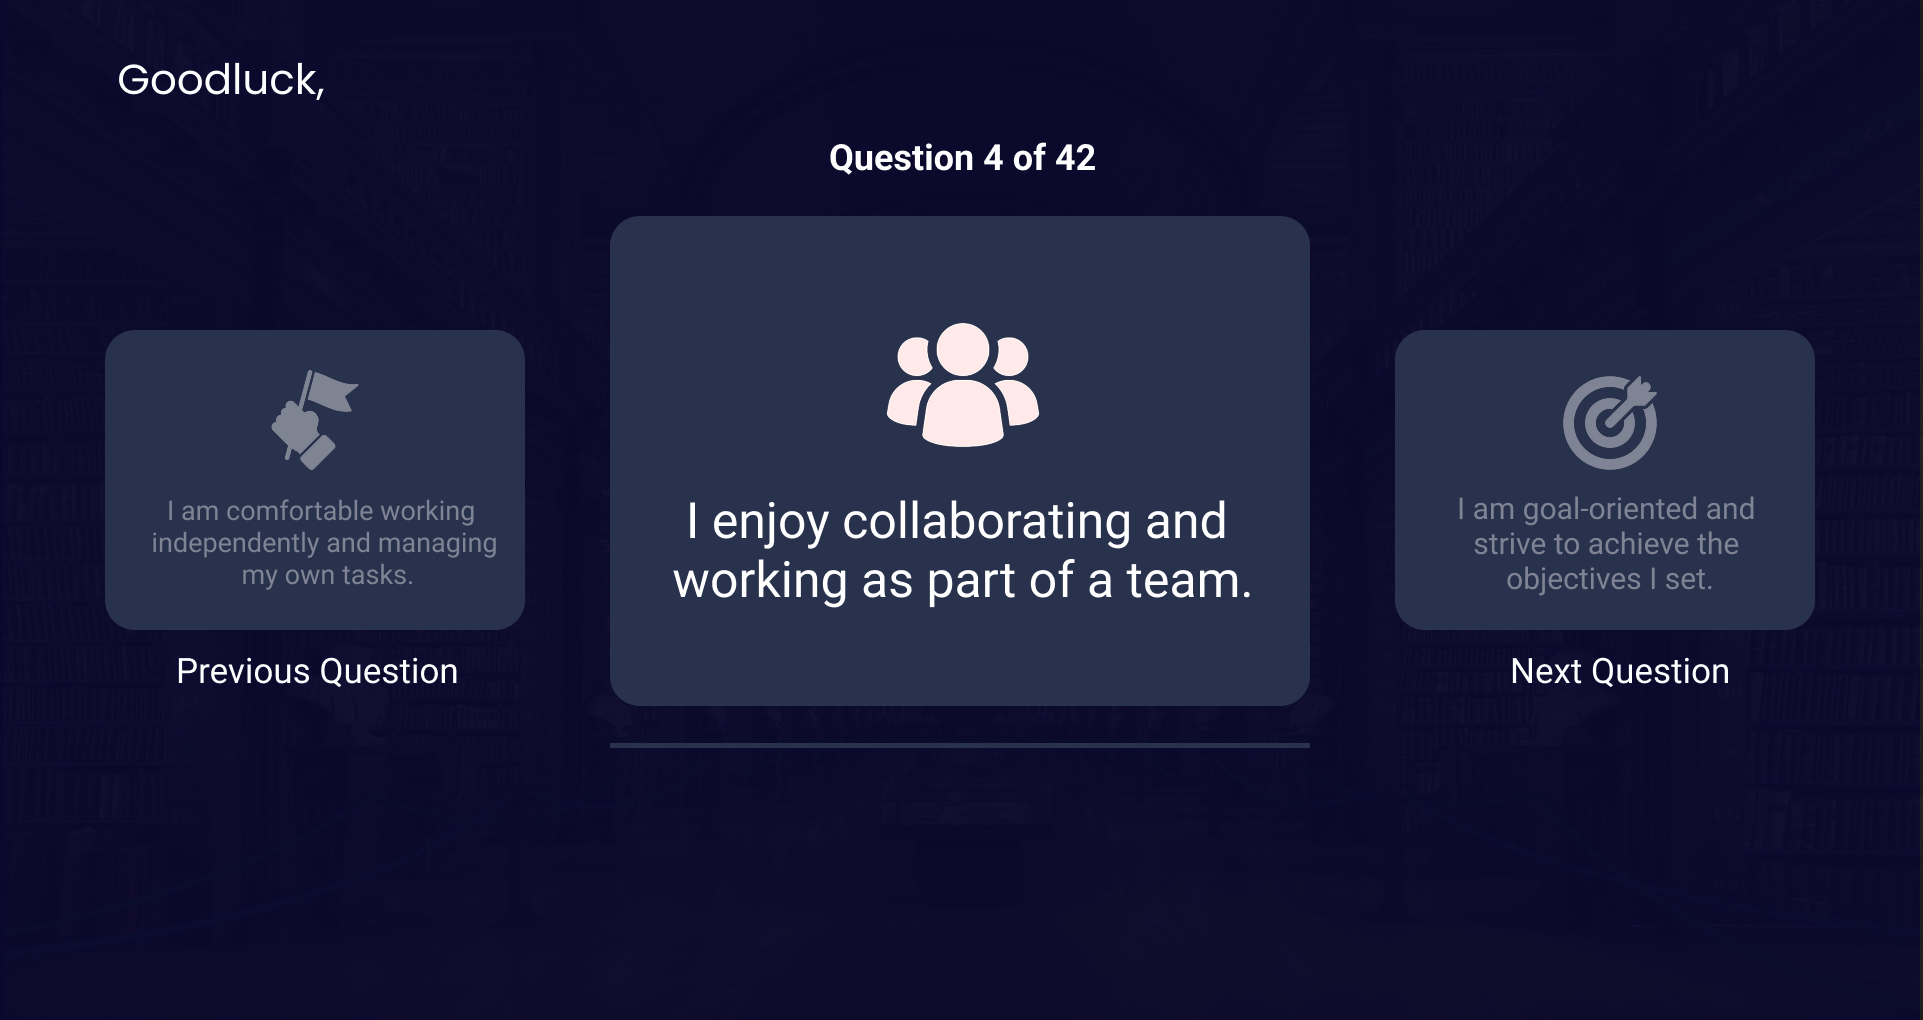 Goodluck,
Question 4 of 42
I am comfortable working
independently and managing
my own tasks.
Previous Question
I enjoy collaborating and
working as part of a team.
I am goal-oriented and
strive to achieve the
objectives I set.
Next Question